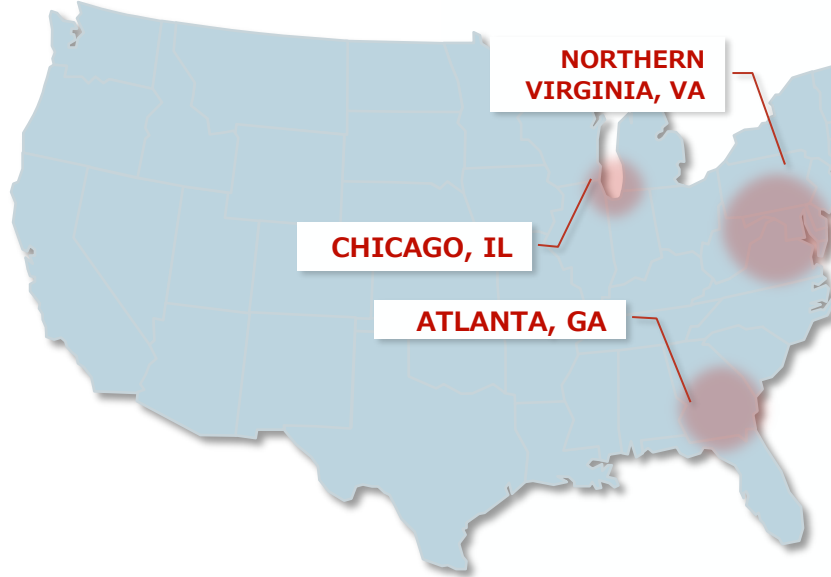 NORTHERN
VIRGINIA, VA
CHICAGO, IL
ATLANTA, GA